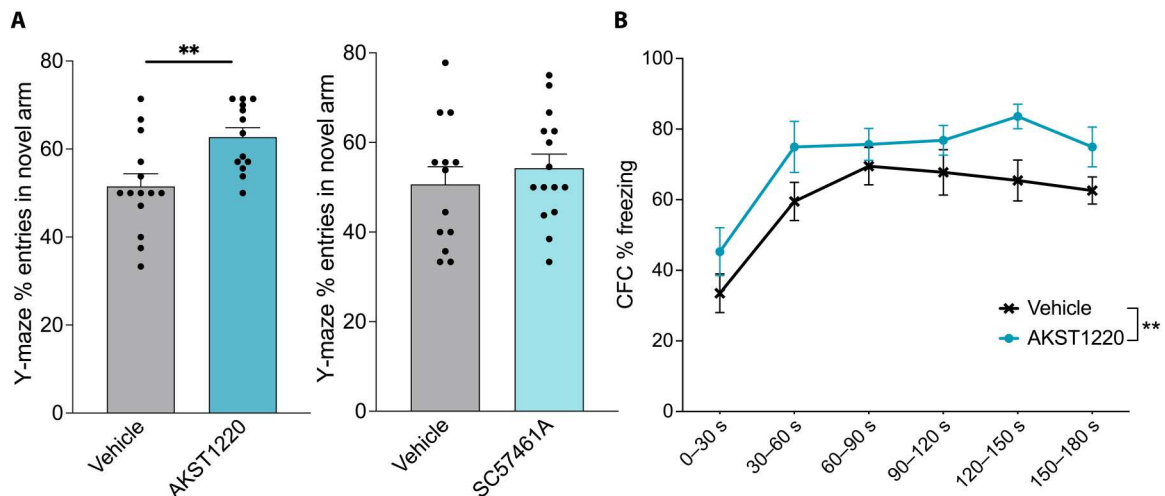 A
Y-maze % entries in novel arm
80
60
40
20
0
**
Vehicle
AKST1220
Y-maze % entries in novel arm
80
60
40
20
0
Vehicle
SC57461A
B
CFC % freezing
100
80
60
40
20
0
Vehicle
AKST1220
**
0–30 s
30–60 s
60–90 s
90–120 s
120–150 s
150–180 s